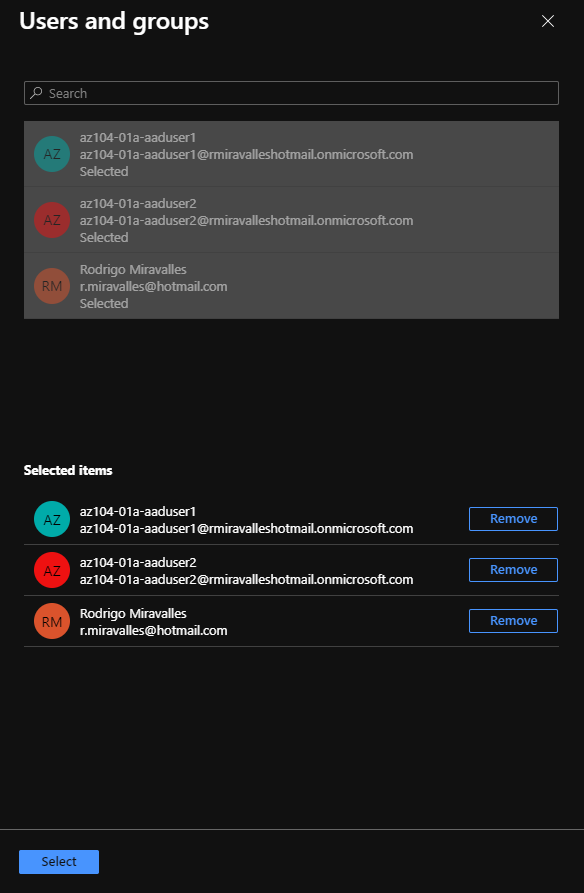 Users and groups
Search
AZ
az104-01a-aaduser1
az104-01a-aaduser1@rmiravalleshotmail.onmicrosoft.com
Selected
AZ
az104-01a-aaduser2
az104-01a-aaduser2@rmiravalleshotmail.onmicrosoft.com
Selected
RM
Rodrigo Miravalles
r.miravalles@hotmail.com
Selected
Selected items
AZ
az104-01a-aaduser1
az104-01a-aaduser1@rmiravalleshotmail.onmicrosoft.com
Remove
AZ
az104-01a-aaduser2
az104-01a-aaduser2@rmiravalleshotmail.onmicrosoft.com
Remove
RM
Rodrigo Miravalles
r.miravalles@hotmail.com
Remove
Select